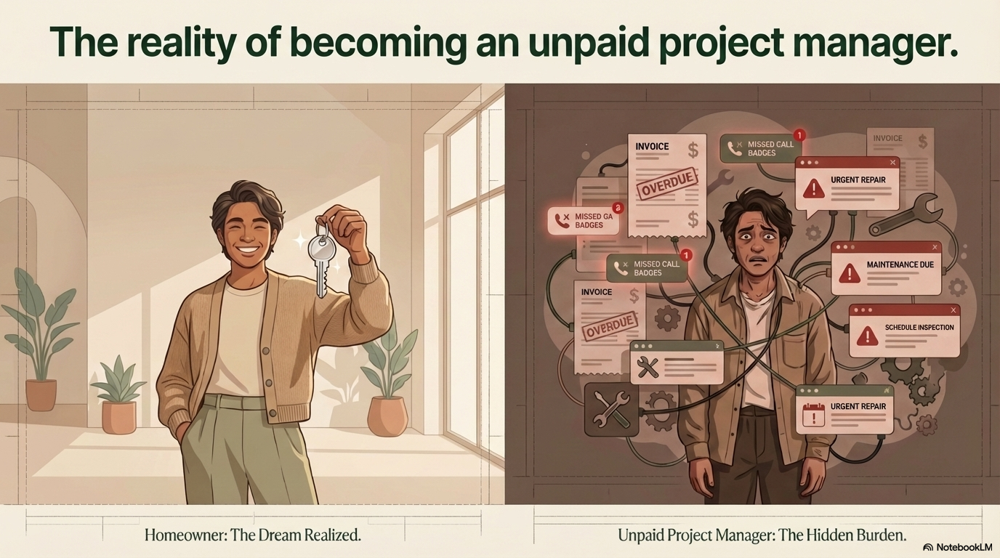 The reality of becoming an unpaid project manager.
INVOICE
$
OVERDUE
$
MISSED CALL
BADGES
1
INVOICE
$
URGENT REPAIR
MISSED GA
BADGES
MISSED CALL
BADGES
1
MAINTENANCE DUE
INVOICE
$
OVERDUE
SCHEDULE INSPECTION
URGENT REPAIR
Homeowner: The Dream Realized.
Unpaid Project Manager: The Hidden Burden.
NotebookLM